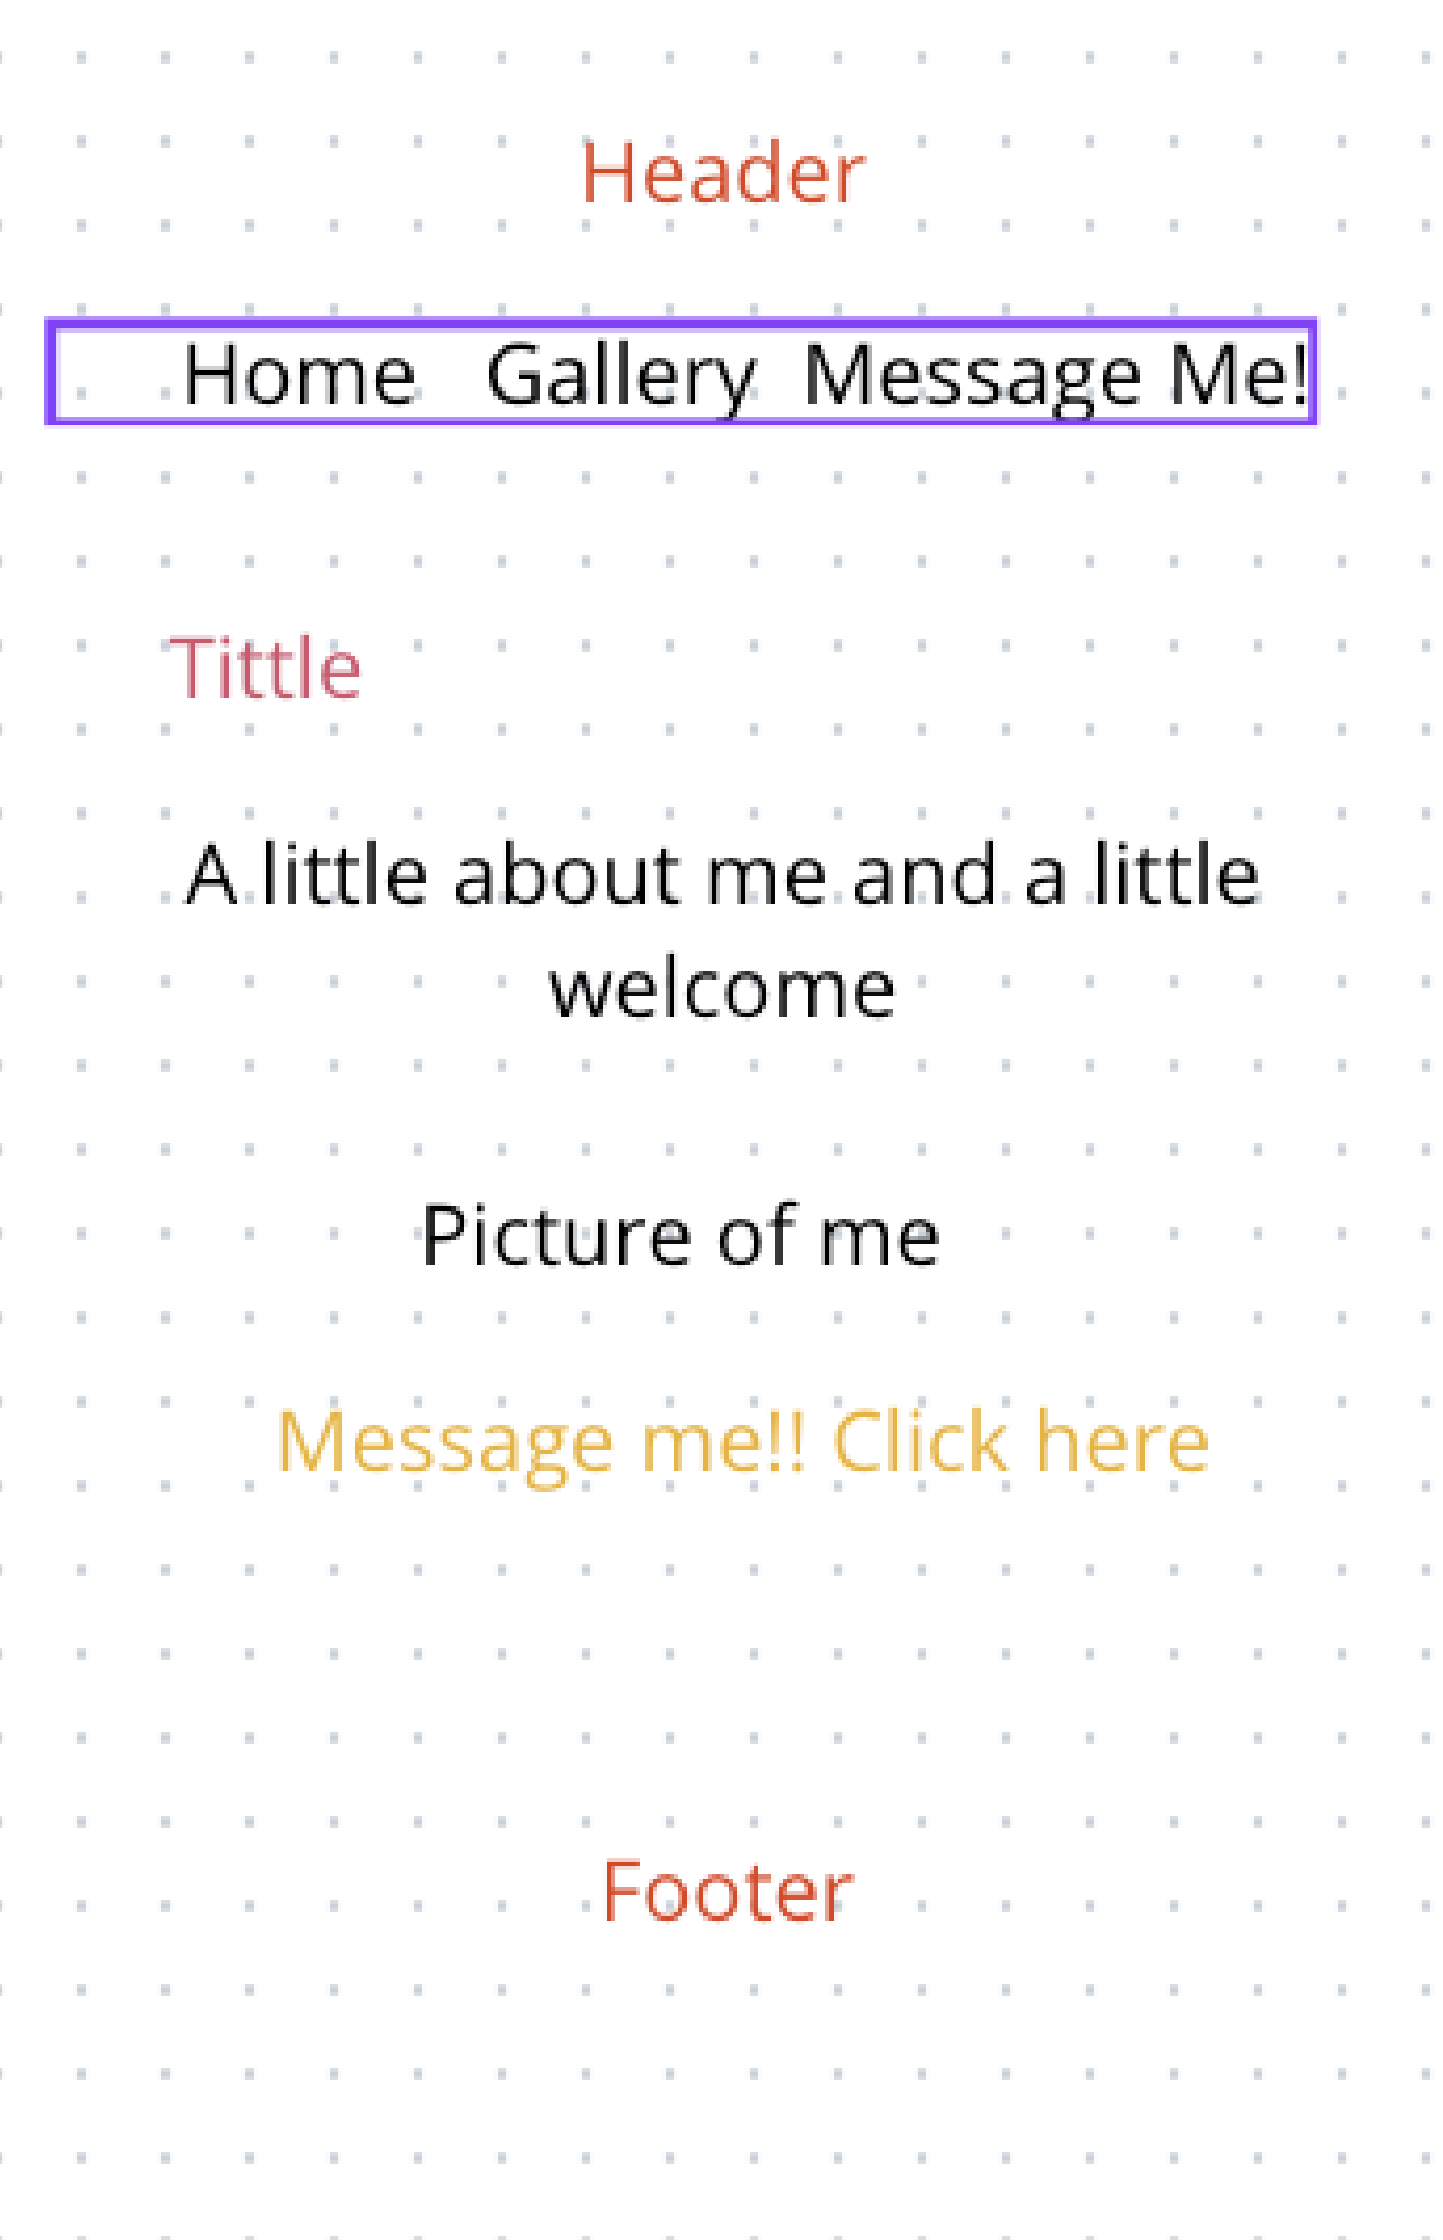 Header
Home Gallery Message Me!
Tittle
A little about me and a little
welcome
Picture of me
Message me!! Click here
Footer